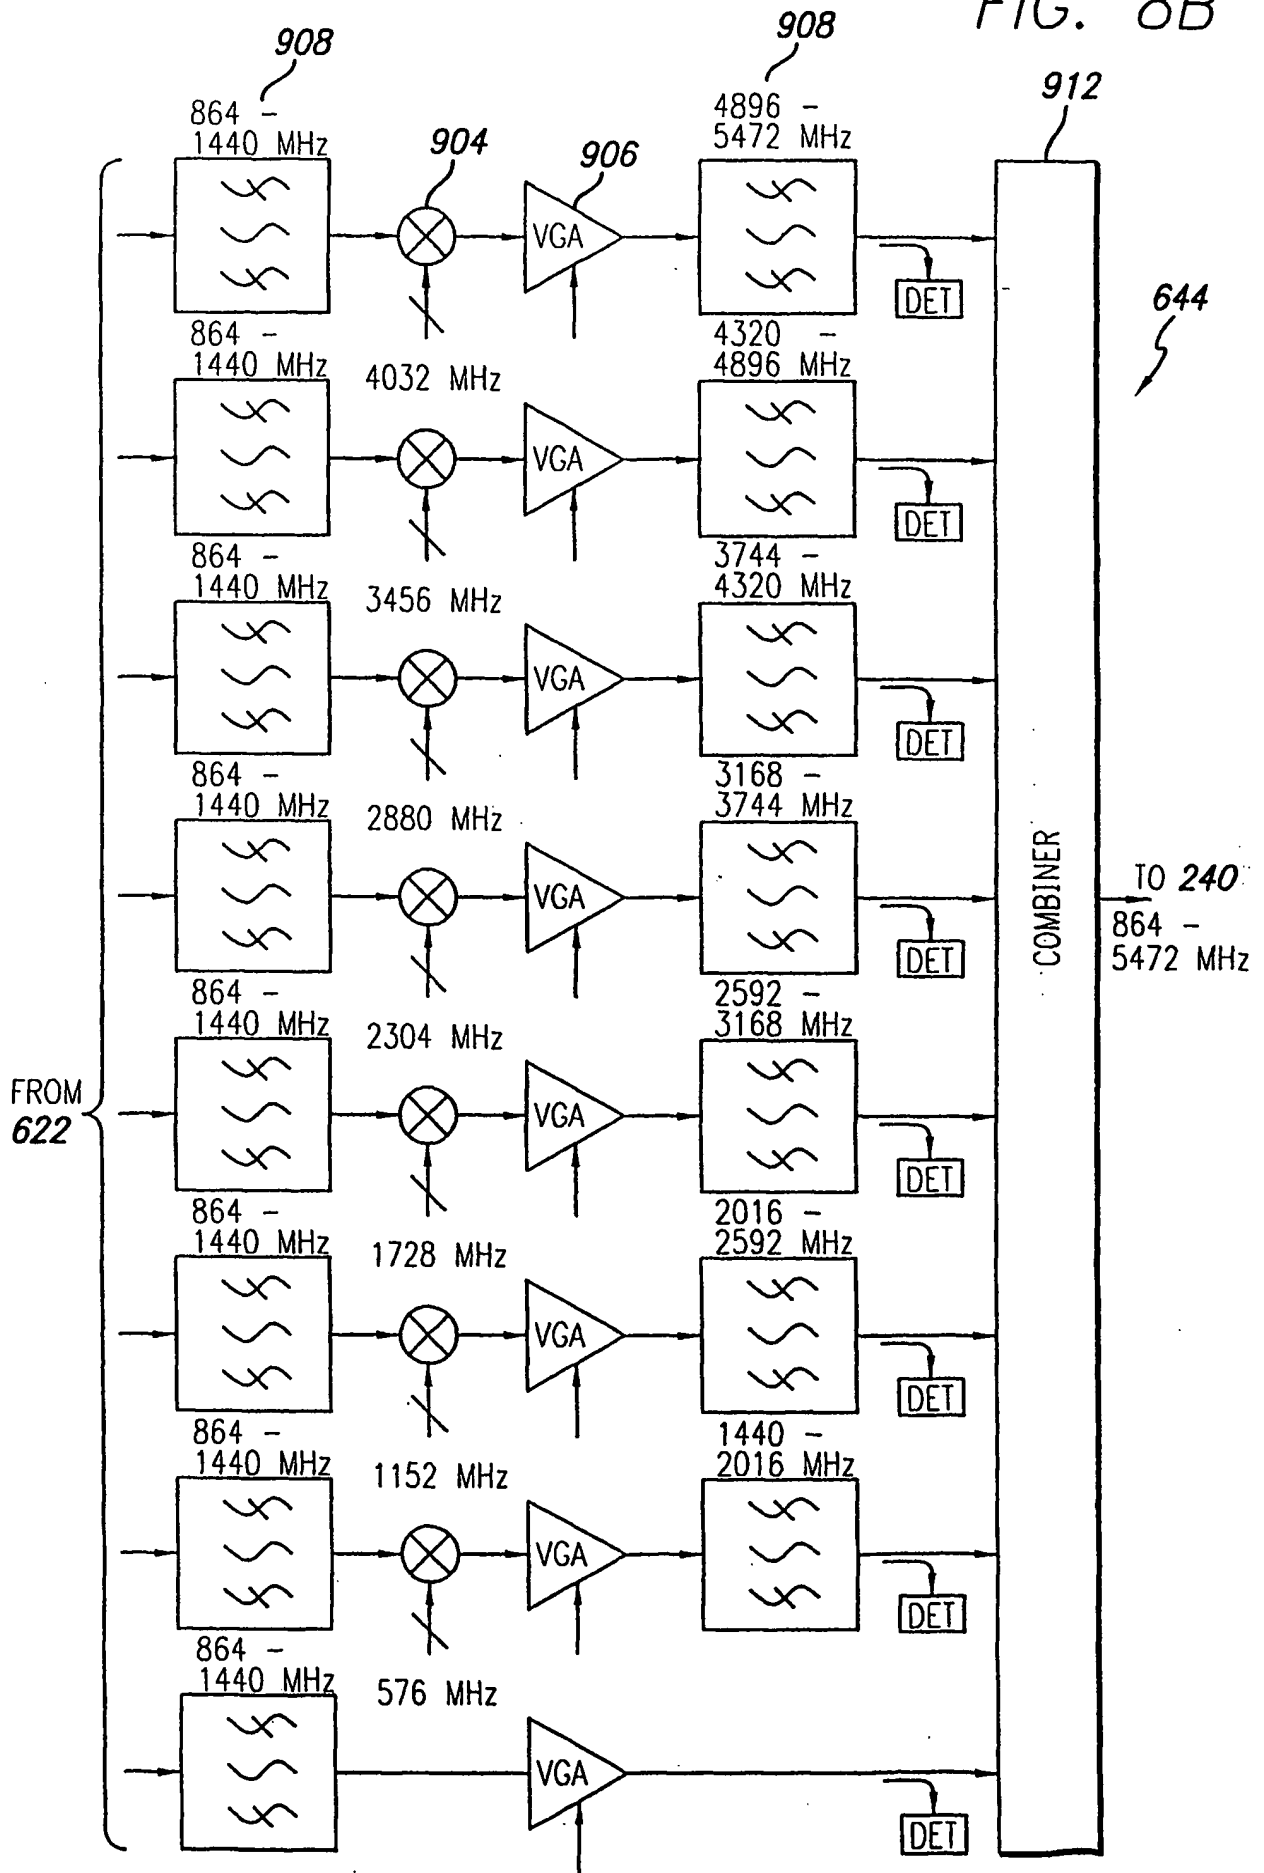 FIG. 8B
908
908
912
864 -
1440 MHz
904
906
4896 -
5472 MHz
VGA
DET
644
864 -
1440 MHz
4032 MHz
4320 -
4896 MHz
VGA
DET
864 -
1440 MHz
3456 MHz
3744 -
4320 MHz
VGA
DET
864 -
1440 MHz
2880 MHz
3168 -
3744 MHz
VGA
DET
COMBINER
TO 240
864 -
5472 MHz
864 -
1440 MHz
2304 MHz
2592 -
3168 MHz
FROM
622
VGA
DET
864 -
1440 MHz
1728 MHz
2016 -
2592 MHz
VGA
DET
864 -
1440 MHz
1152 MHz
1440 -
2016 MHz
VGA
DET
864 -
1440 MHz
576 MHz
VGA
DET